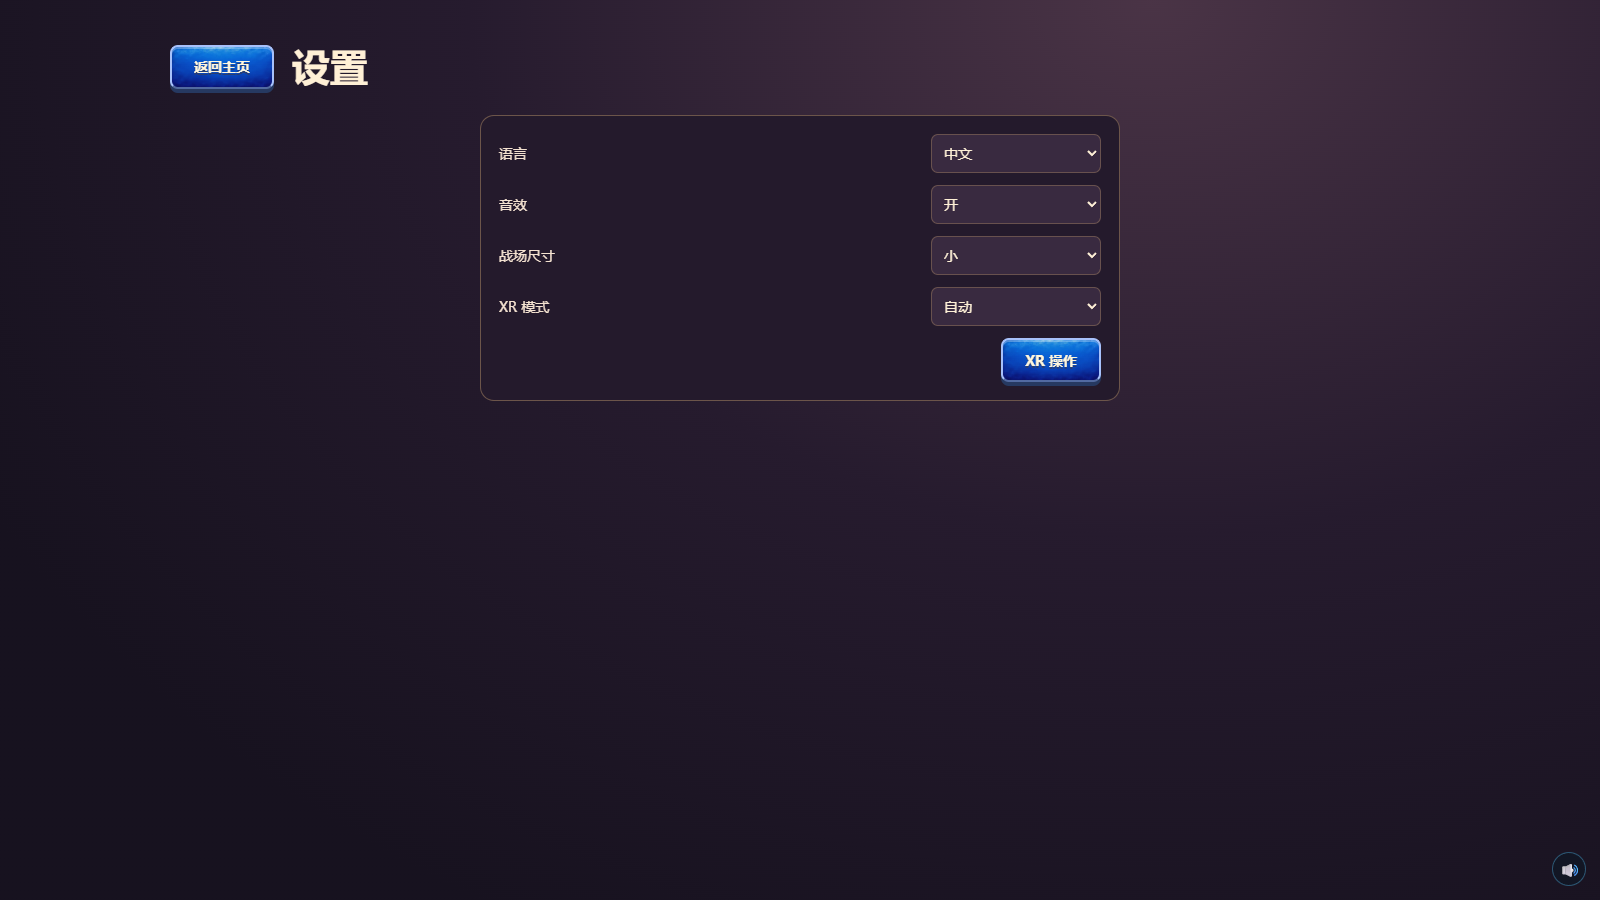 返回主页
设置
语言
中文
音效
开
战场尺寸
小
XR 模式
自动
XR 操作